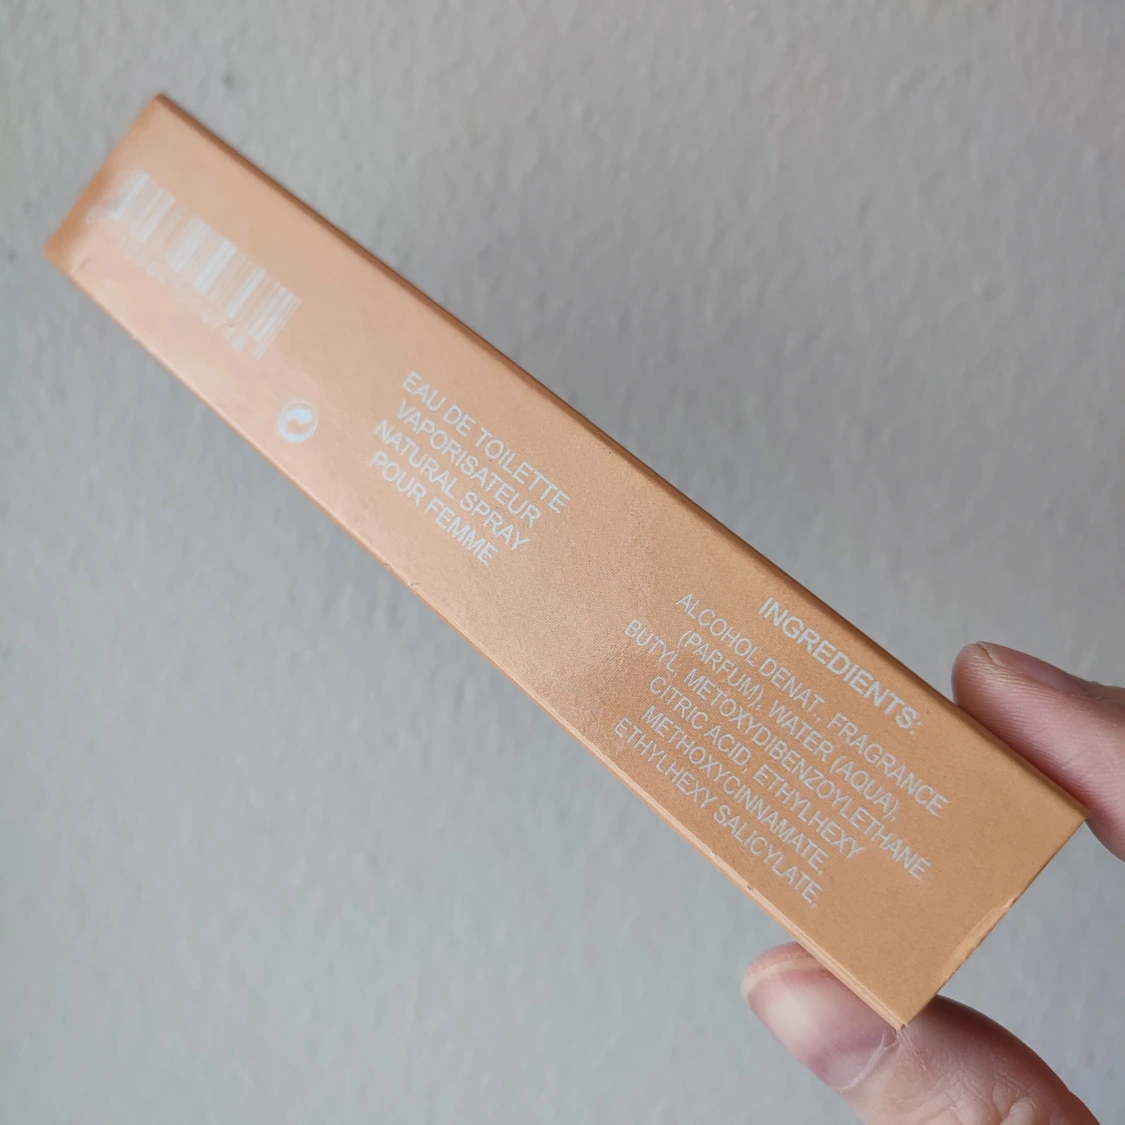 EAU DE TOILETTE
VAPORISATEUR
NATURAL SPRAY
POUR FEMME
INGREDIENTS:
ALCOHOL DENAT., FRAGRANCE
(PARFUM), WATER (AQUA),
BUTYL, METOXYDIBENZOYLETHANE
CITRIC ACID, ETHYLHEXY
METHOXYCINNAMATE,
ETHYLHEXY SALICYLATE,